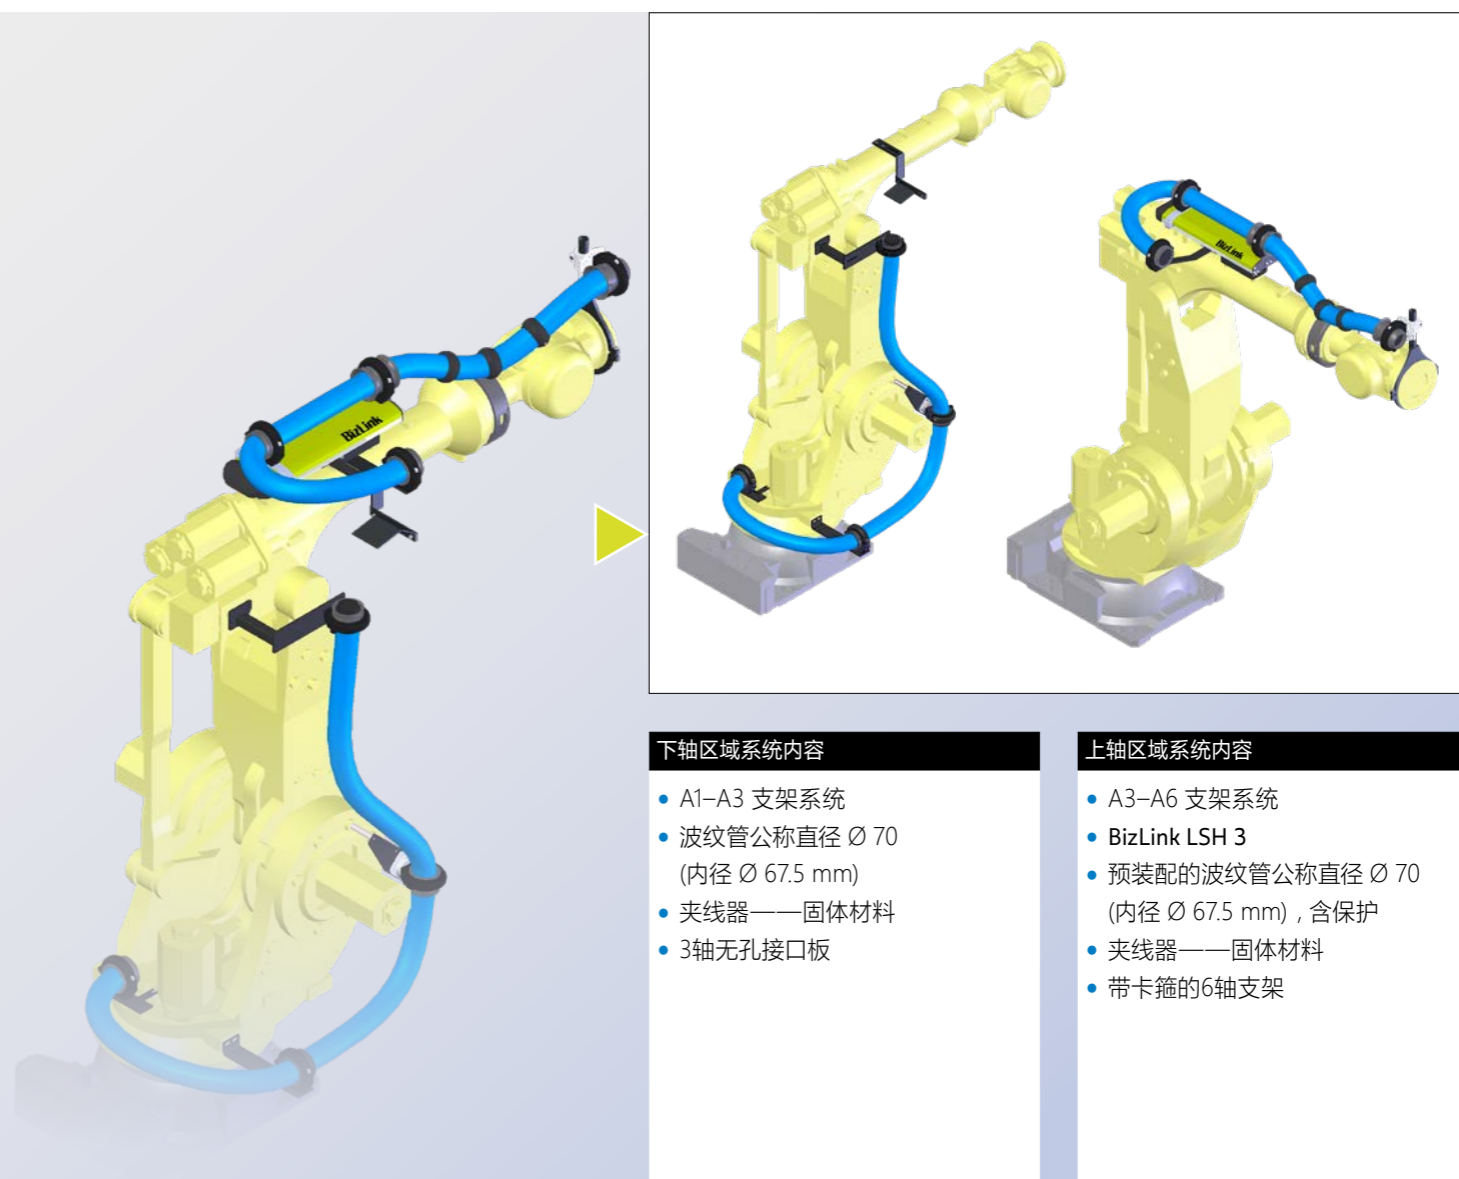 BizLink
BizLink
下轴区域系统内容
• A1–A3 支架系统
• 波纹管公称直径 Ø 70
(内径 Ø 67.5 mm)
• 夹线器——固体材料
• 3轴无孔接口板
上轴区域系统内容
• A3–A6 支架系统
• BizLink LSH 3
• 预装配的波纹管公称直径 Ø 70
(内径 Ø 67.5 mm) , 含保护
• 夹线器——固体材料
• 带卡箍的6轴支架